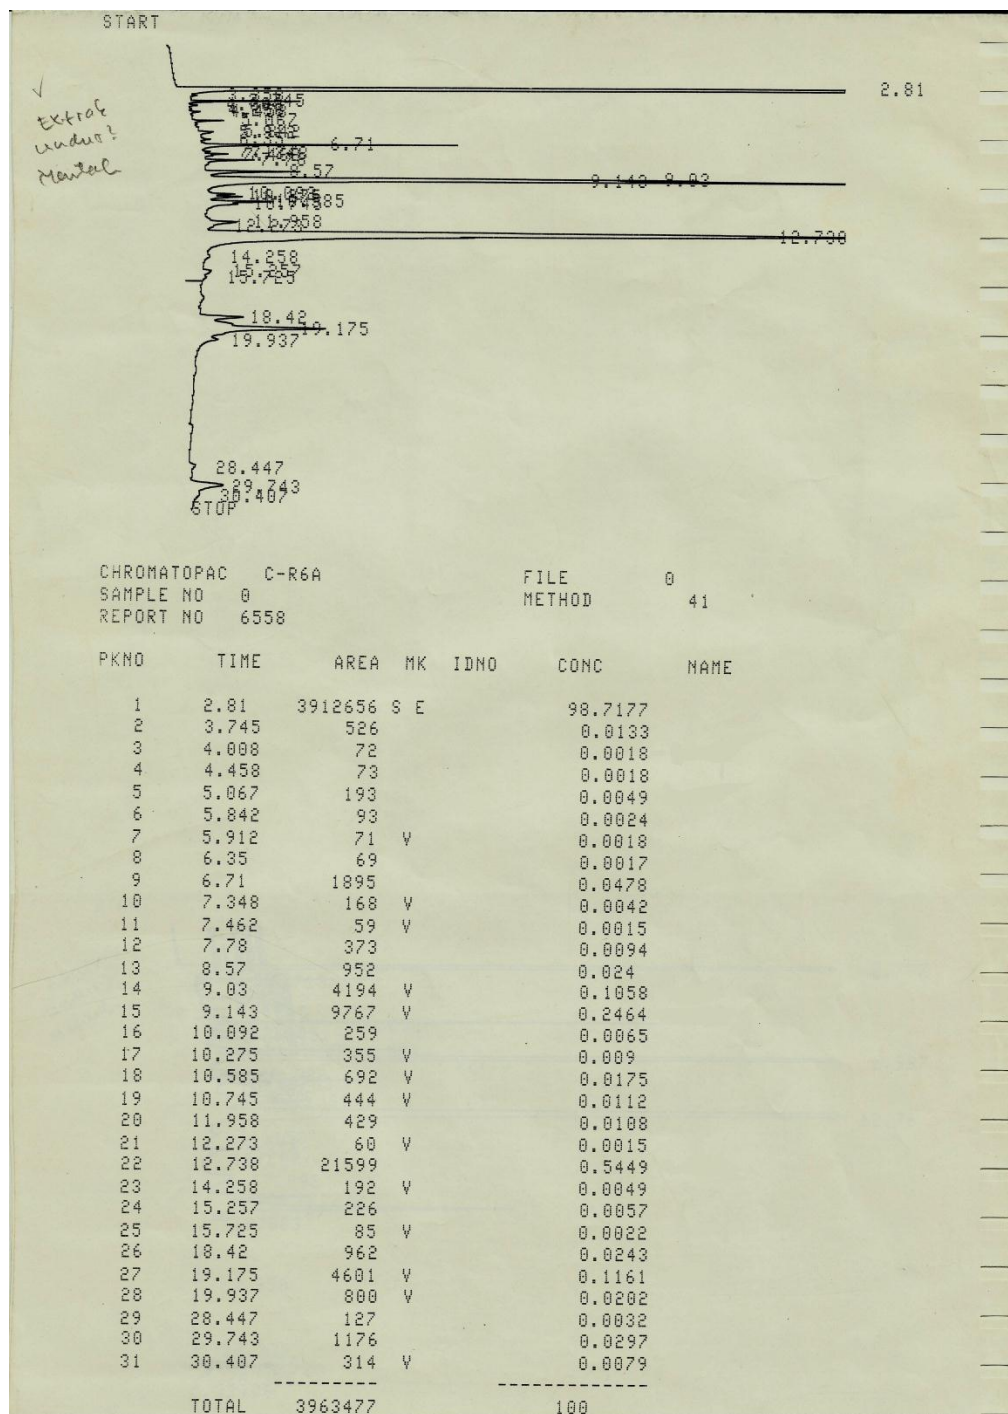 START
2.81
✓
Extrak
6.71
8.57
9.143 9.03
11.958
12.273
12.738
14.258
15.257
15.725
18.42
19.175
19.937
28.447
29.743
30.407
STOP
CHROMATOPAC C-R6A FILE 0
SAMPLE NO 0 METHOD 41
REPORT NO 6558
PKNO TIME AREA MK IDNO CONC NAME
1 2.81 3912656 S E 98.7177
2 3.745 526 0.0133
3 4.008 72 0.0018
4 4.458 73 0.0018
5 5.067 193 0.0049
6 5.842 93 0.0024
7 5.912 71 V 0.0018
8 6.35 69 0.0017
9 6.71 1895 0.0478
10 7.348 168 V 0.0042
11 7.462 59 V 0.0015
12 7.78 373 0.0094
13 8.57 952 0.024
14 9.03 4194 V 0.1058
15 9.143 9767 V 0.2464
16 10.092 259 0.0065
17 10.275 355 V 0.009
18 10.585 692 V 0.0175
19 10.745 444 V 0.0112
20 11.958 429 0.0108
21 12.273 60 V 0.0015
22 12.738 21599 0.5449
23 14.258 192 V 0.0049
24 15.257 226 0.0057
25 15.725 85 V 0.0022
26 18.42 962 0.0243
27 19.175 4601 V 0.1161
28 19.937 800 V 0.0202
29 28.447 127 0.0032
30 29.743 1176 0.0297
31 30.407 314 V 0.0079
TOTAL 3963477 100